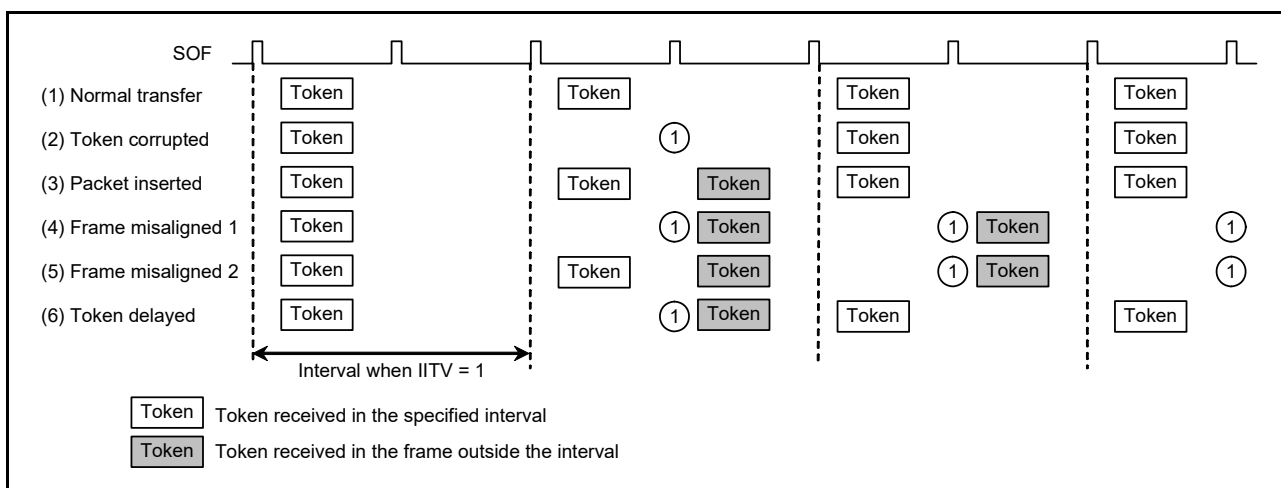 SOF
(1) Normal transfer Token Token Token Token
(2) Token corrupted Token 1 Token Token
(3) Packet inserted Token Token Token Token Token
(4) Frame misaligned 1 Token 1 Token 1 Token 1
(5) Frame misaligned 2 Token Token Token 1 Token 1
(6) Token delayed Token 1 Token Token Token
Interval when IITV = 1
Token Token received in the specified interval
Token Token received in the frame outside the interval